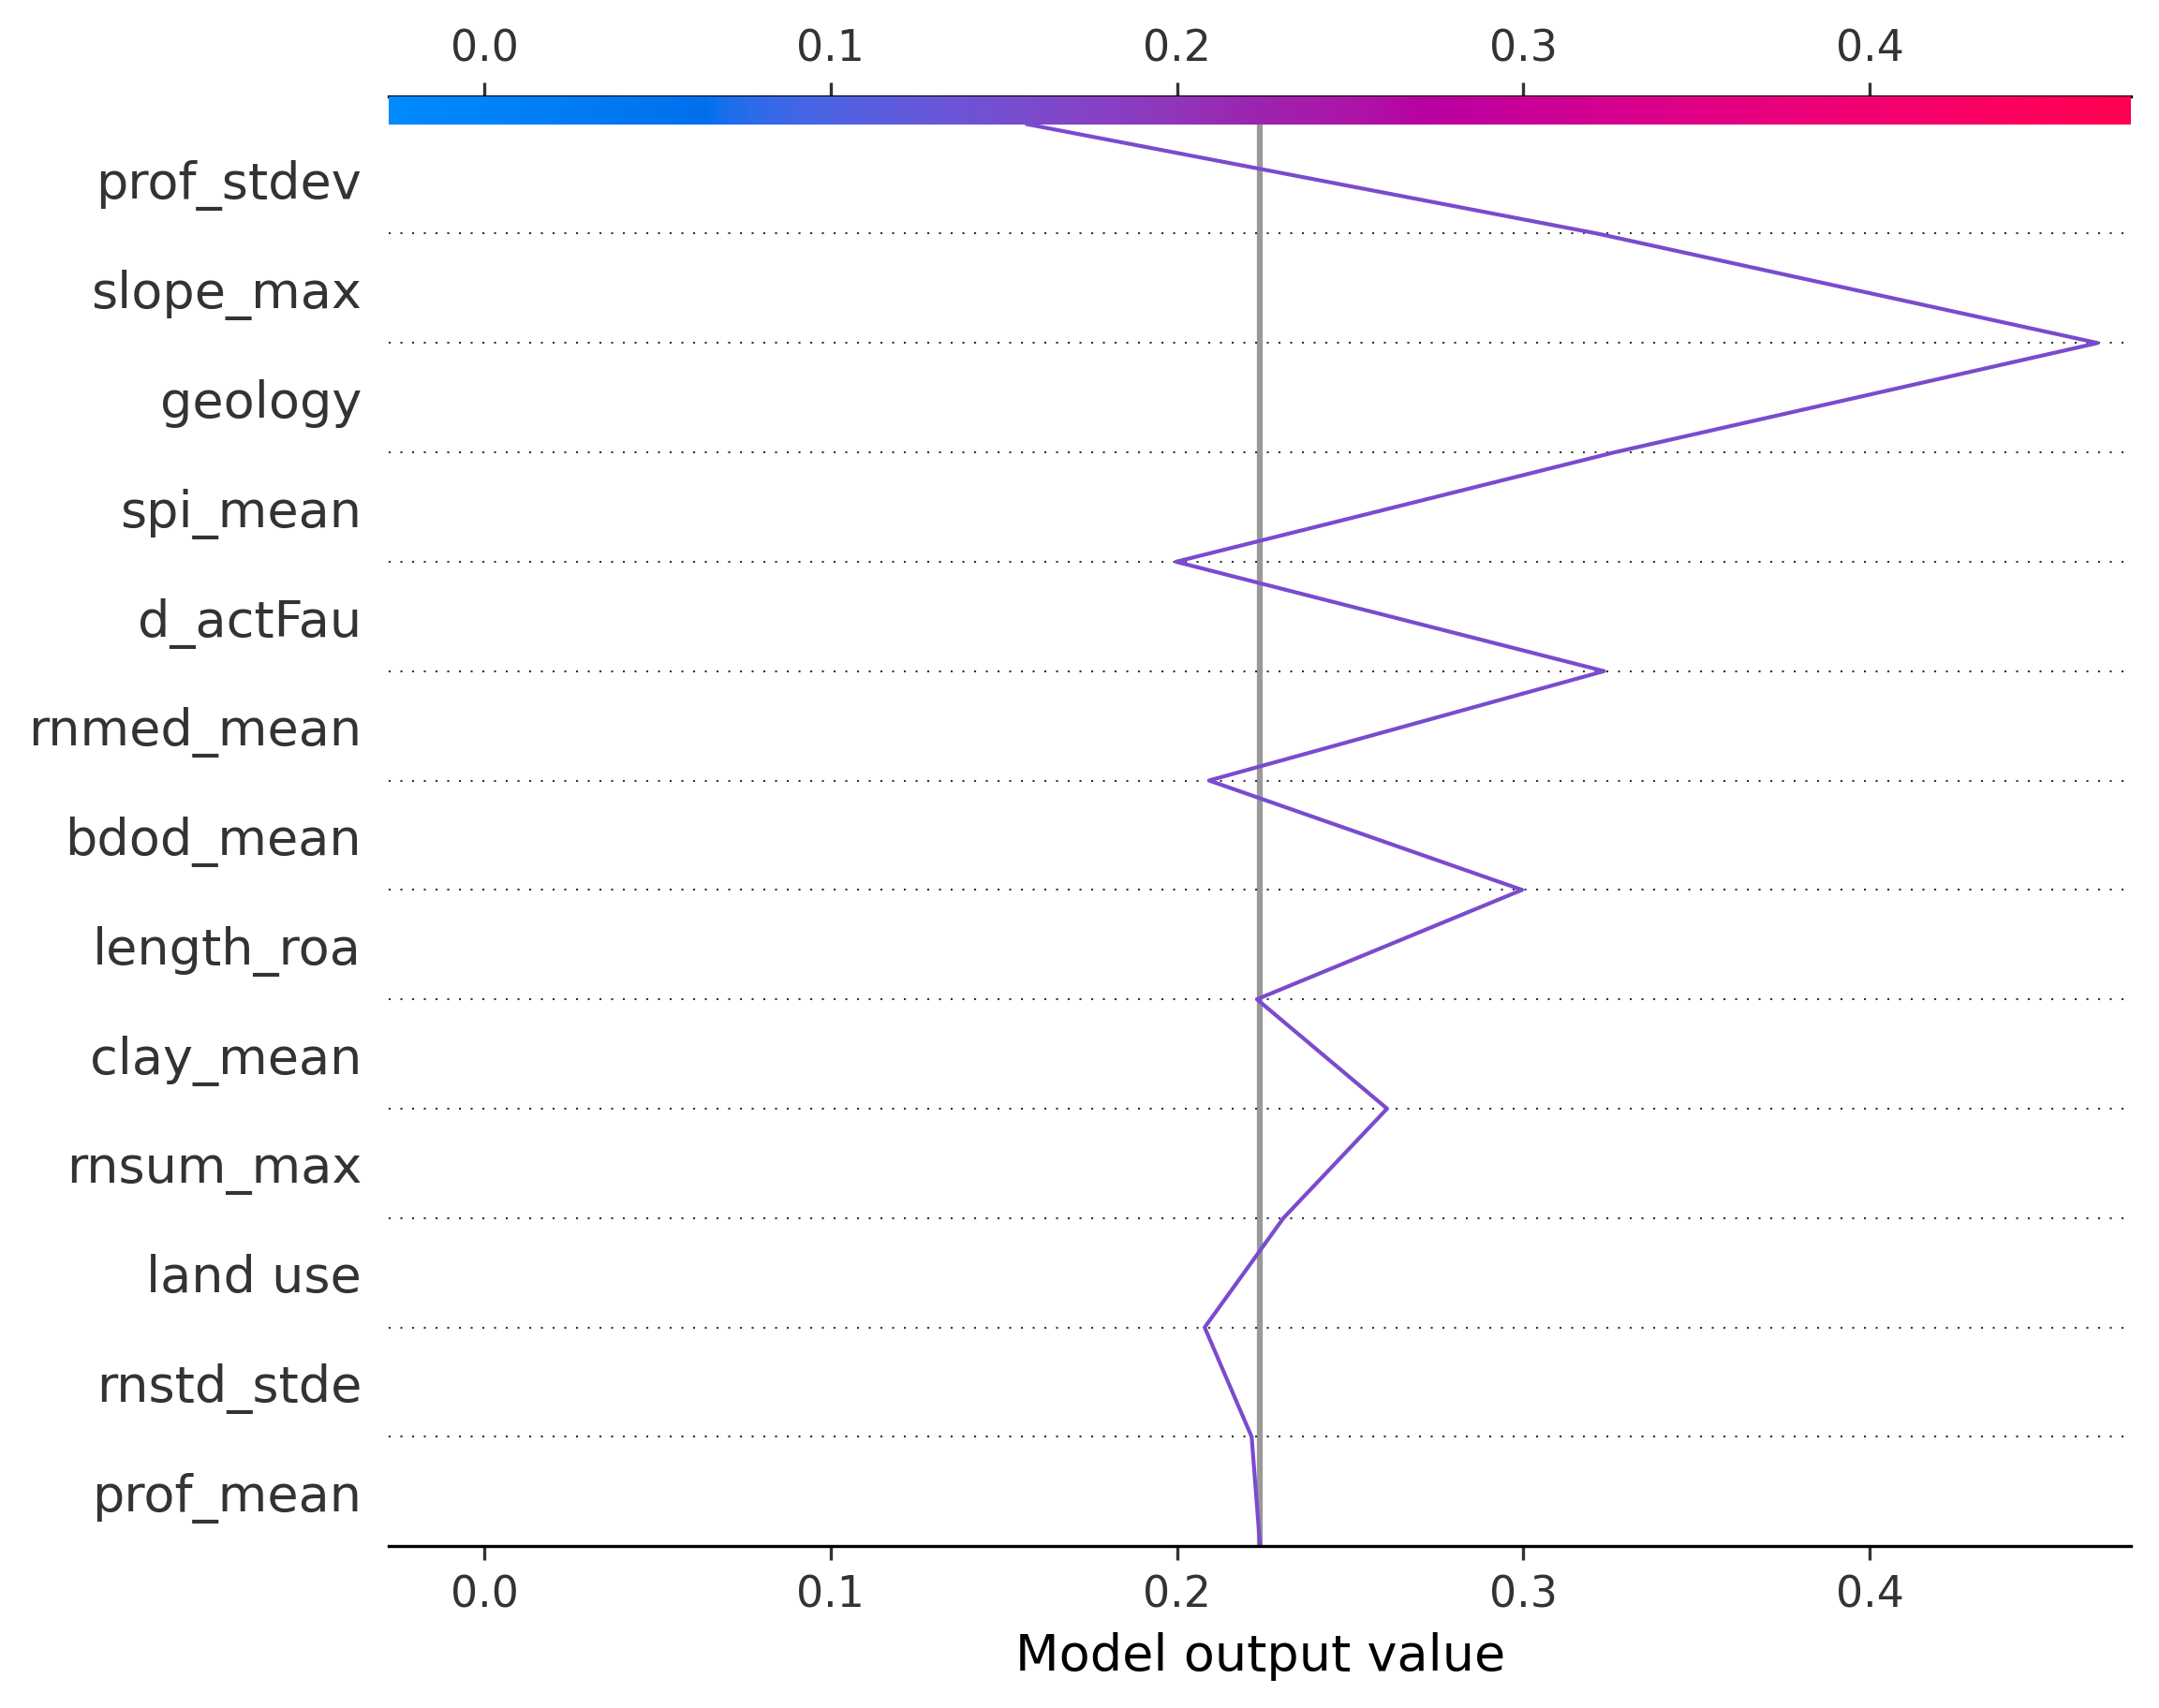 0.0 0.1 0.2 0.3 0.4
prof_stdev
slope_max
geology
spi_mean
d_actFau
rnmed_mean
bdod_mean
length_roa
clay_mean
rnsum_max
land use
rnstd_stde
prof_mean
0.0 0.1 0.2 0.3 0.4
Model output value